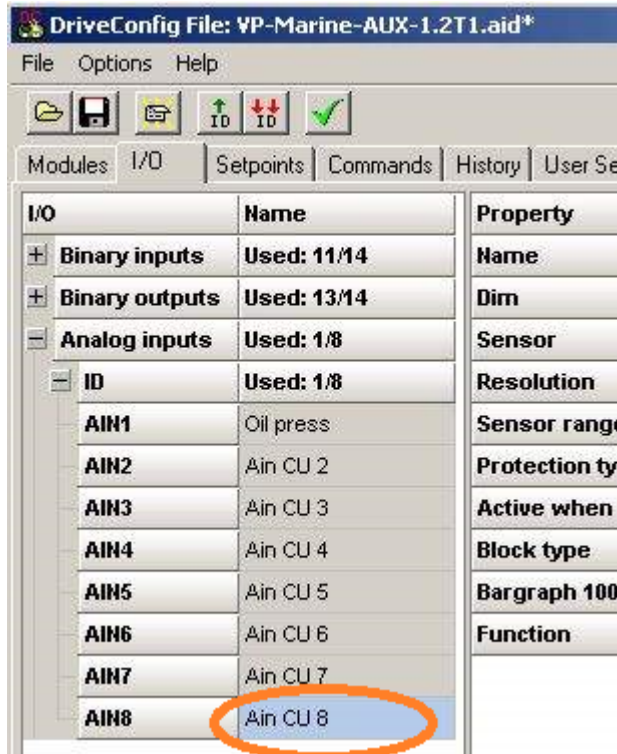 DriveConfig File: VP-Marine-AUX-1.2T1.aid*
File Options Help
ID ID
Modules I/O Setpoints Commands History User Se
I/O Name Property
Binary inputs Used: 11/14 Name
Binary outputs Used: 13/14 Dim
Analog inputs Used: 1/8 Sensor
ID Used: 1/8 Resolution
AIN1 Oil press Sensor range
AIN2 Ain CU 2 Protection ty
AIN3 Ain CU 3 Active when
AIN4 Ain CU 4 Block type
AIN5 Ain CU 5 Bargraph 100
AIN6 Ain CU 6 Function
AIN7 Ain CU 7
AIN8 Ain CU 8